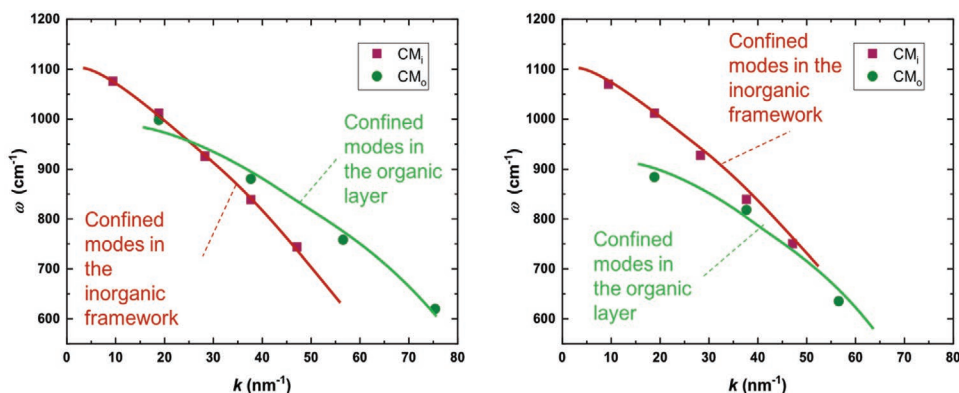 1200
1100
1000
900
800
700
600
ω (cm⁻¹)
CMi
CMo
Confined
modes in
the organic
layer
Confined
modes in
the
inorganic
framework
0 10 20 30 40 50 60 70 80
k (nm⁻¹)
1200
1100
1000
900
800
700
600
ω (cm⁻¹)
Confined
modes in the
inorganic
framework
CMi
CMo
Confined
modes in
the organic
layer
0 10 20 30 40 50 60 70 80
k (nm⁻¹)